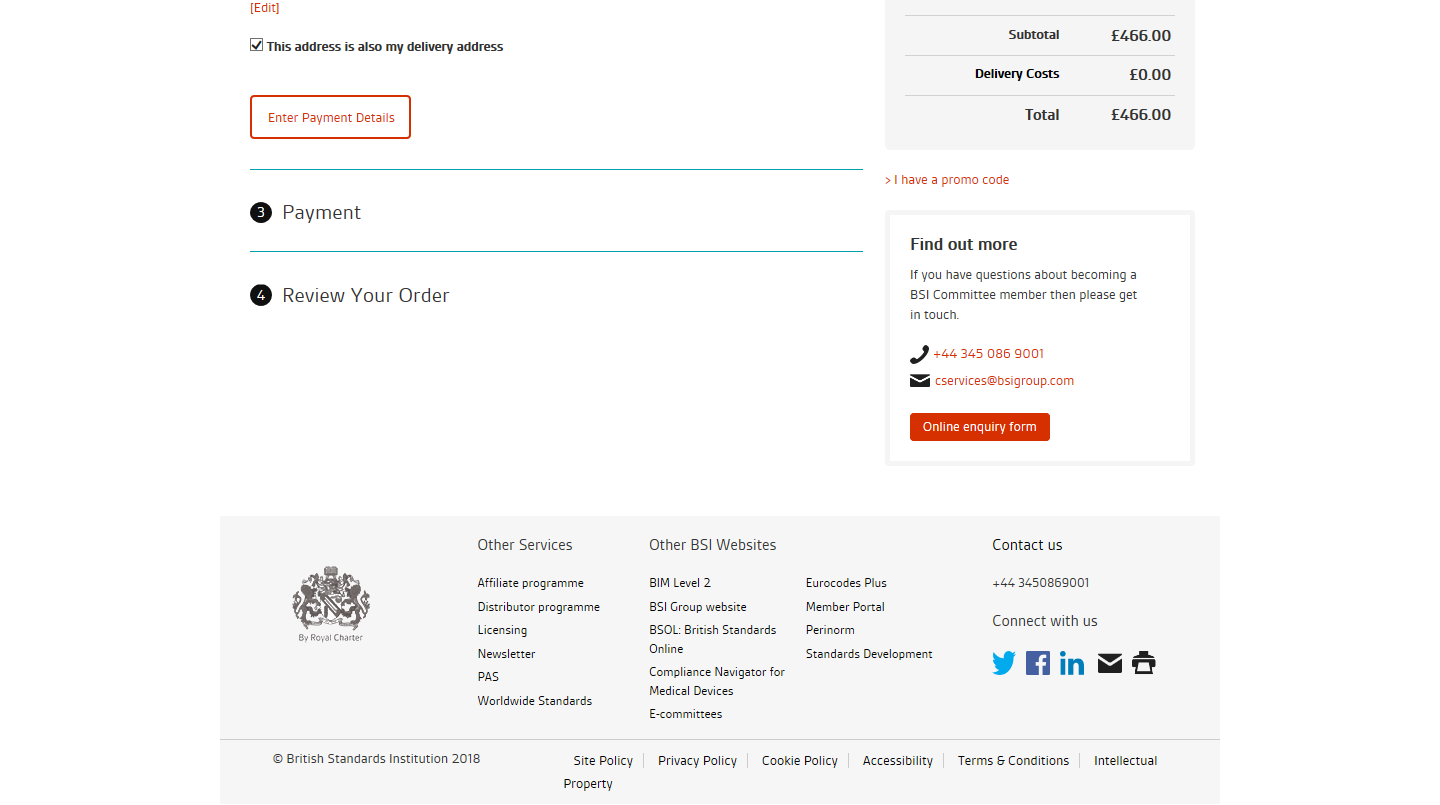 [Edit]
This address is also my delivery address
Enter Payment Details
3 Payment
4 Review Your Order
Subtotal £466.00
Delivery Costs £0.00
Total £466.00
> I have a promo code
Find out more
If you have questions about becoming a
BSI Committee member then please get
in touch.
+44 345 086 9001
cservices@bsigroup.com
Online enquiry form
By Royal Charter
Other Services
Affiliate programme
Distributor programme
Licensing
Newsletter
PAS
Worldwide Standards
Other BSI Websites
BIM Level 2
BSI Group website
BSOL: British Standards
Online
Compliance Navigator for
Medical Devices
E-committees
Eurocodes Plus
Member Portal
Perinorm
Standards Development
Contact us
+44 3450869001
Connect with us
© British Standards Institution 2018
Site Policy Privacy Policy Cookie Policy Accessibility Terms & Conditions Intellectual
Property